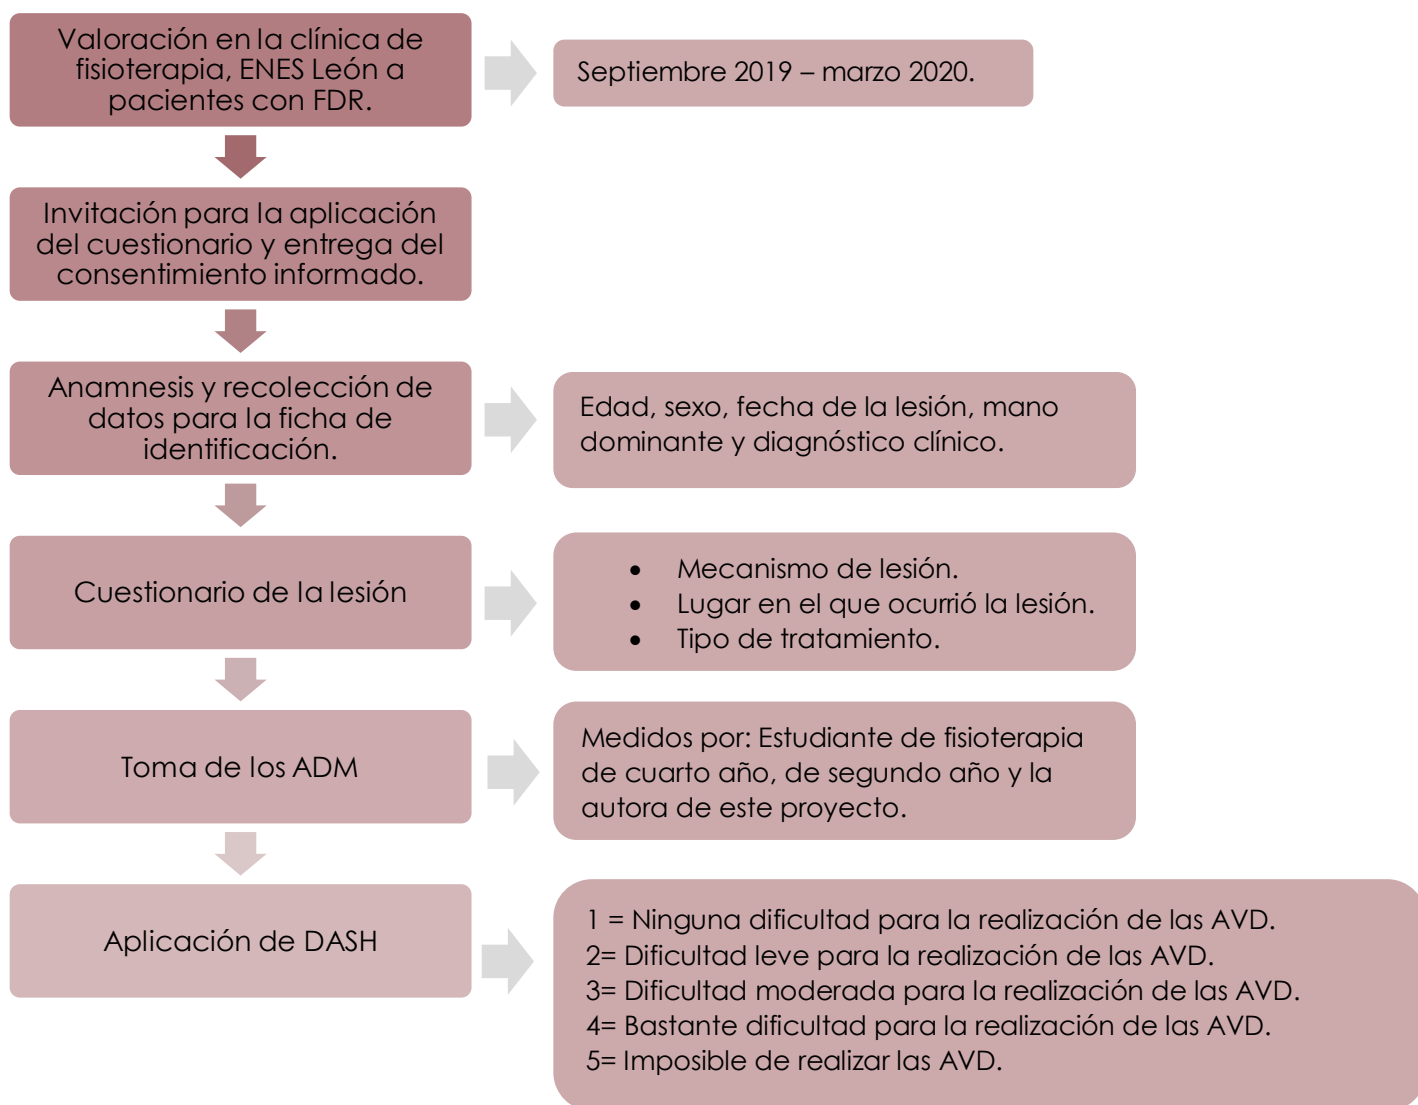 Valoración en la clínica de
fisioterapia, ENES León a
pacientes con FDR.
Septiembre 2019 – marzo 2020.
Invitación para la aplicación
del cuestionario y entrega del
consentimiento informado.
Anamnesis y recolección de
datos para la ficha de
identificación.
Edad, sexo, fecha de la lesión, mano
dominante y diagnóstico clínico.
Cuestionario de la lesión
• Mecanismo de lesión.
• Lugar en el que ocurrió la lesión.
• Tipo de tratamiento.
Toma de los ADM
Medidos por: Estudiante de fisioterapia
de cuarto año, de segundo año y la
autora de este proyecto.
Aplicación de DASH
1 = Ninguna dificultad para la realización de las AVD.
2= Dificultad leve para la realización de las AVD.
3= Dificultad moderada para la realización de las AVD.
4= Bastante dificultad para la realización de las AVD.
5= Imposible de realizar las AVD.